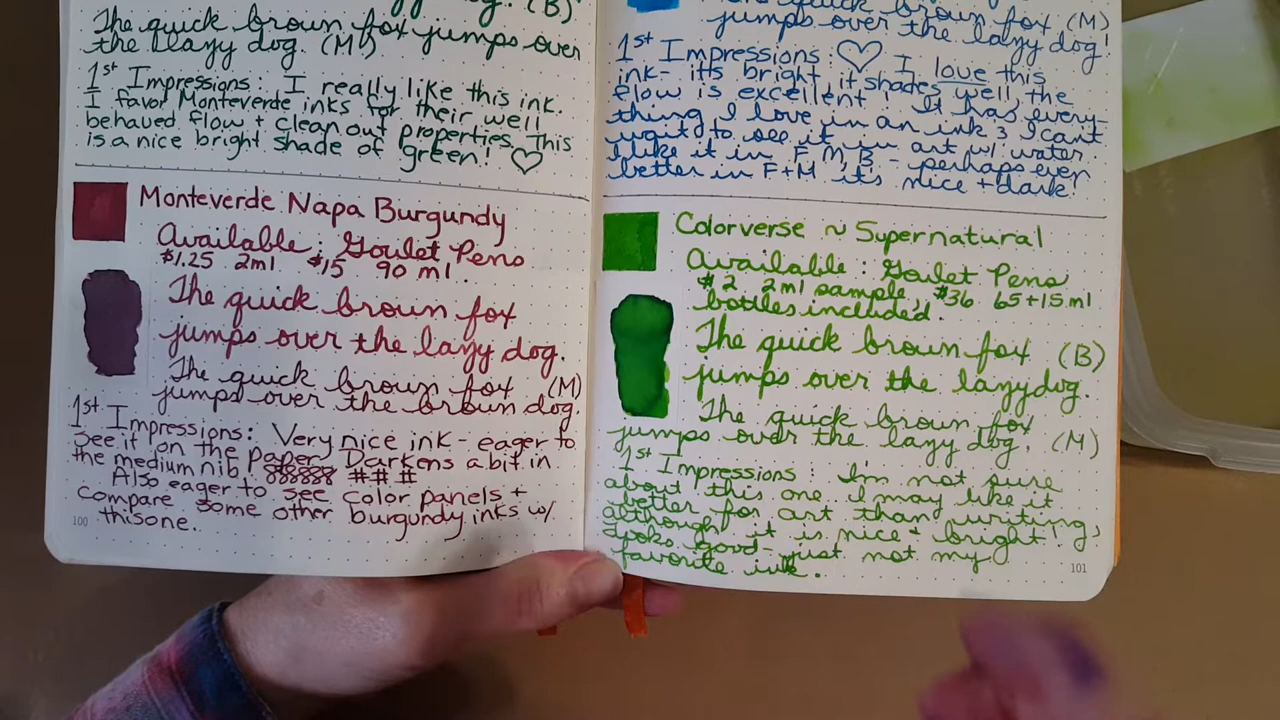 The quick brown fox jumps over
the lazy dog. (M)
1st Impressions: I really like this ink.
I favor Monteverde inks for their well
behaved flow + clean out properties. This
is a nice bright shade of green! ♡
Monteverde Napa Burgundy
Available: Goulet Pens
$1.25 2ml. $15 90 ml.
The quick brown fox
jumps over the lazy dog.
The quick brown fox (M)
jumps over the brown dog.
1st Impressions: Very nice ink - eager to
see it on the paper. Darkens a bit in
the medium nib. 888888 # # #
Also eager to see color panels +
compare some other burgundy inks w/
this one.
100
quick brown fox (M)
jumps over the lazy dog!
1st Impressions: ♡ I love this
ink - it's bright, it shades well the
flow is excellent! It has every-
thing I love in an ink & I can't
wait to see it in art w/ water.
I like it in F, M, B - perhaps even
better in F+M, it's nice + dark!
Colorverse ~ Supernatural
Available: Goulet Pens
$2 2ml sample, $36 65+15 ml
bottles included.
The quick brown fox (B)
jumps over the lazy dog.
The quick brown fox
jumps over the lazy dog. (M)
1st Impressions: I'm not sure
about this one. I may like it
better for art than writing,
although it is nice + bright!
Looks good - just not my
favorite ink.
101